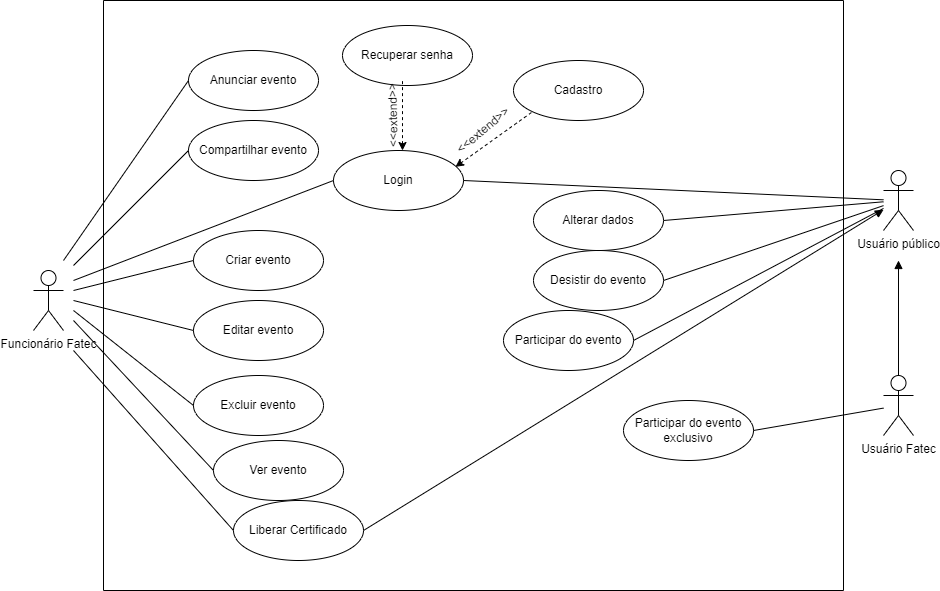 Recuperar senha
Anunciar evento
Cadastro
<<extend>>
<<extend>>
Compartilhar evento
Login
Alterar dados
Usuário público
Criar evento
Desistir do evento
Editar evento
Participar do evento
Funcionário Fatec
Excluir evento
Participar do evento
exclusivo
Usuário Fatec
Ver evento
Liberar Certificado